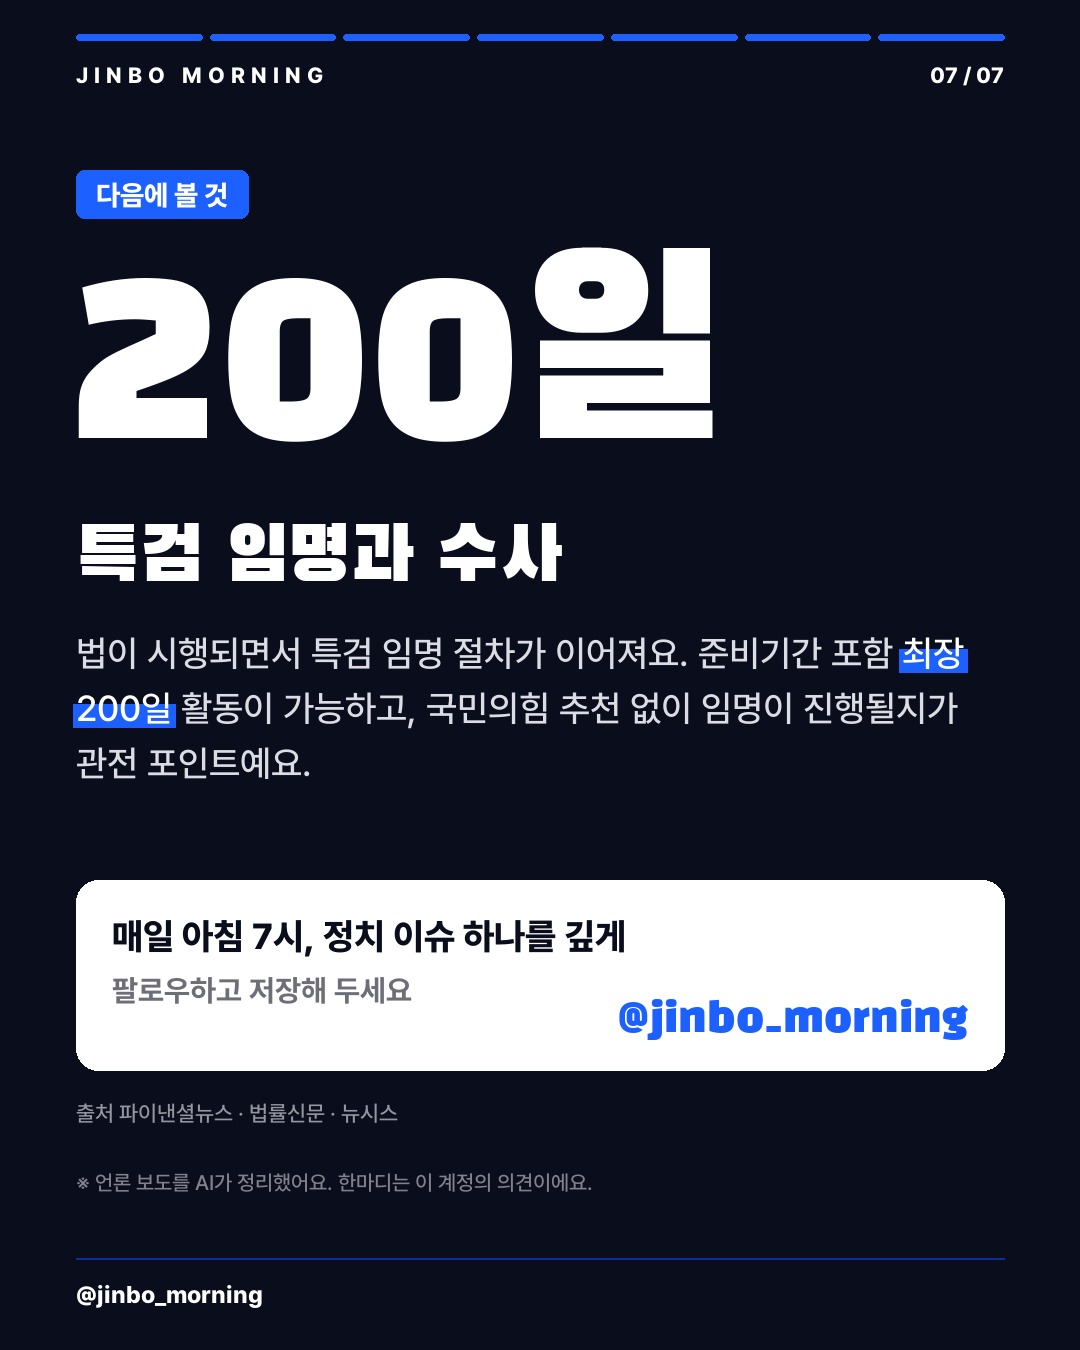 JINBO MORNING
07 / 07
다음에 볼 것
200일
특검 임명과 수사
법이 시행되면서 특검 임명 절차가 이어져요. 준비기간 포함 최장
200일 활동이 가능하고, 국민의힘 추천 없이 임명이 진행될지가
관전 포인트예요.
매일 아침 7시, 정치 이슈 하나를 깊게
팔로우하고 저장해 두세요
@jinbo_morning
출처 파이낸셜뉴스 · 법률신문 · 뉴시스
※ 언론 보도를 AI가 정리했어요. 한마디는 이 계정의 의견이에요.
@jinbo_morning